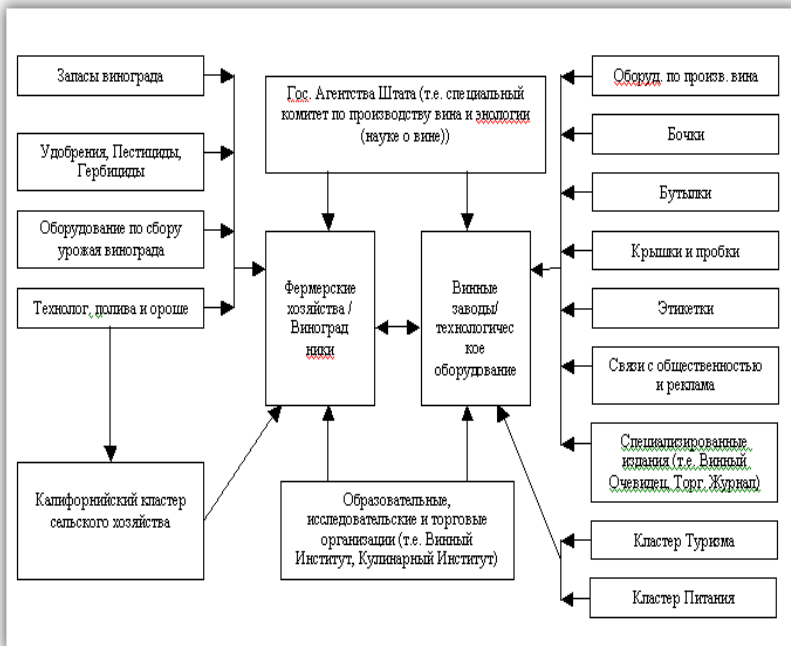 Запасы винограда
Удобрения, Пестициды,
Гербициды
Оборудование по сбору
урожая винограда
Технолог. полива и ороше
Калифорнийский кластер
сельского хозяйства
Гос. Агентства Штата (т.е. специальный
комитет по производству вина и энологии
(науке о вине))
Фермерские
хозяйства /
Виноград
ники
Винные
заводы/
технологичес
кое
оборудование
Образовательные,
исследовательские и торговые
организации (т.е. Винный
Институт, Кулинарный Институт)
Оборуд. по произв. вина
Бочки
Бутылки
Крышки и пробки
Этикетки
Связи с общественностью
и реклама
Специализированные
издания (т.е. Винный
Очевидец, Торг. Журнал)
Кластер Туризма
Кластер Питания